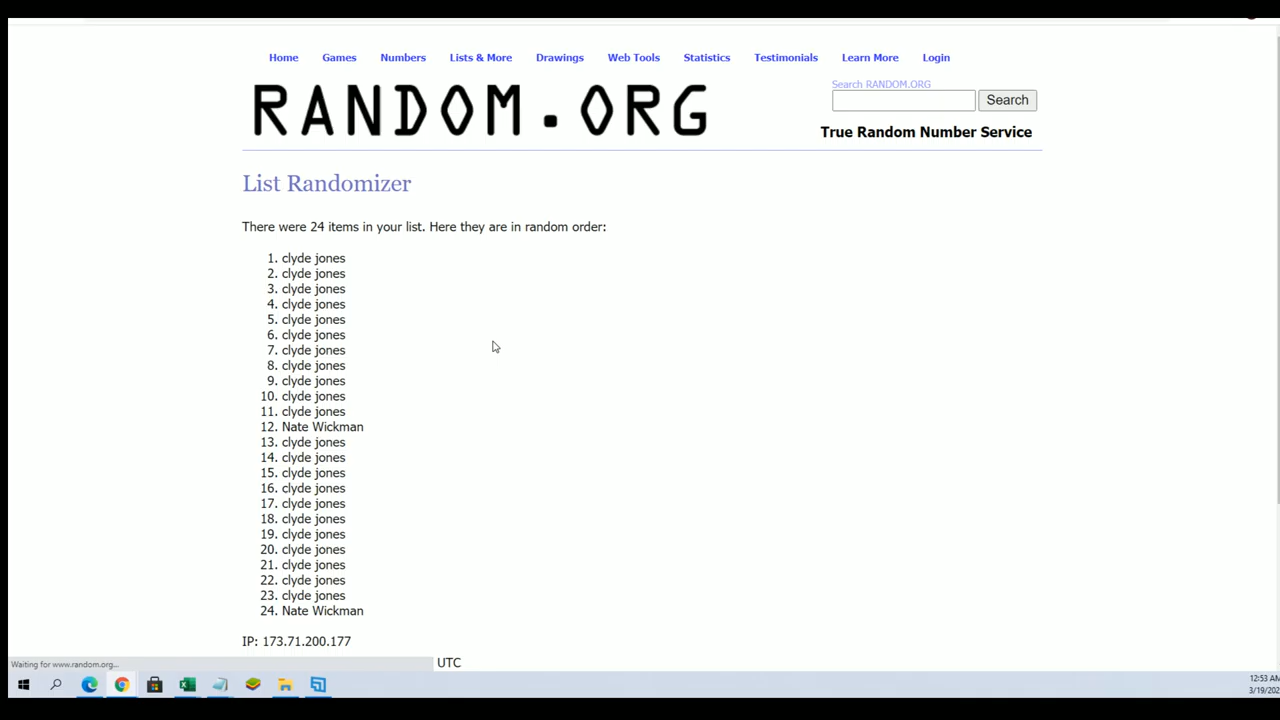 Home Games Numbers Lists & More Drawings Web Tools Statistics Testimonials Learn More Login
Search RANDOM.ORG
RANDOM.ORG
Search
True Random Number Service
List Randomizer
There were 24 items in your list. Here they are in random order:
1. clyde jones
2. clyde jones
3. clyde jones
4. clyde jones
5. clyde jones
6. clyde jones
7. clyde jones
8. clyde jones
9. clyde jones
10. clyde jones
11. clyde jones
12. Nate Wickman
13. clyde jones
14. clyde jones
15. clyde jones
16. clyde jones
17. clyde jones
18. clyde jones
19. clyde jones
20. clyde jones
21. clyde jones
22. clyde jones
23. clyde jones
24. Nate Wickman
IP: 173.71.200.177
Waiting for www.random.org...
UTC
12:53 AM
3/19/202